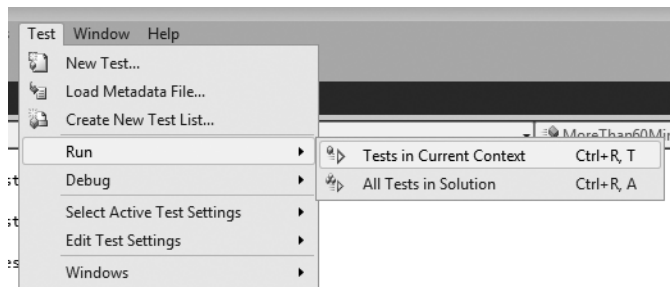 Test Window Help
New Test...
Load Metadata File...
Create New Test List...
MoreThan60Mi
Run
Tests in Current Context Ctrl+R, T
Debug
All Tests in Solution Ctrl+R, A
Select Active Test Settings
Edit Test Settings
Windows